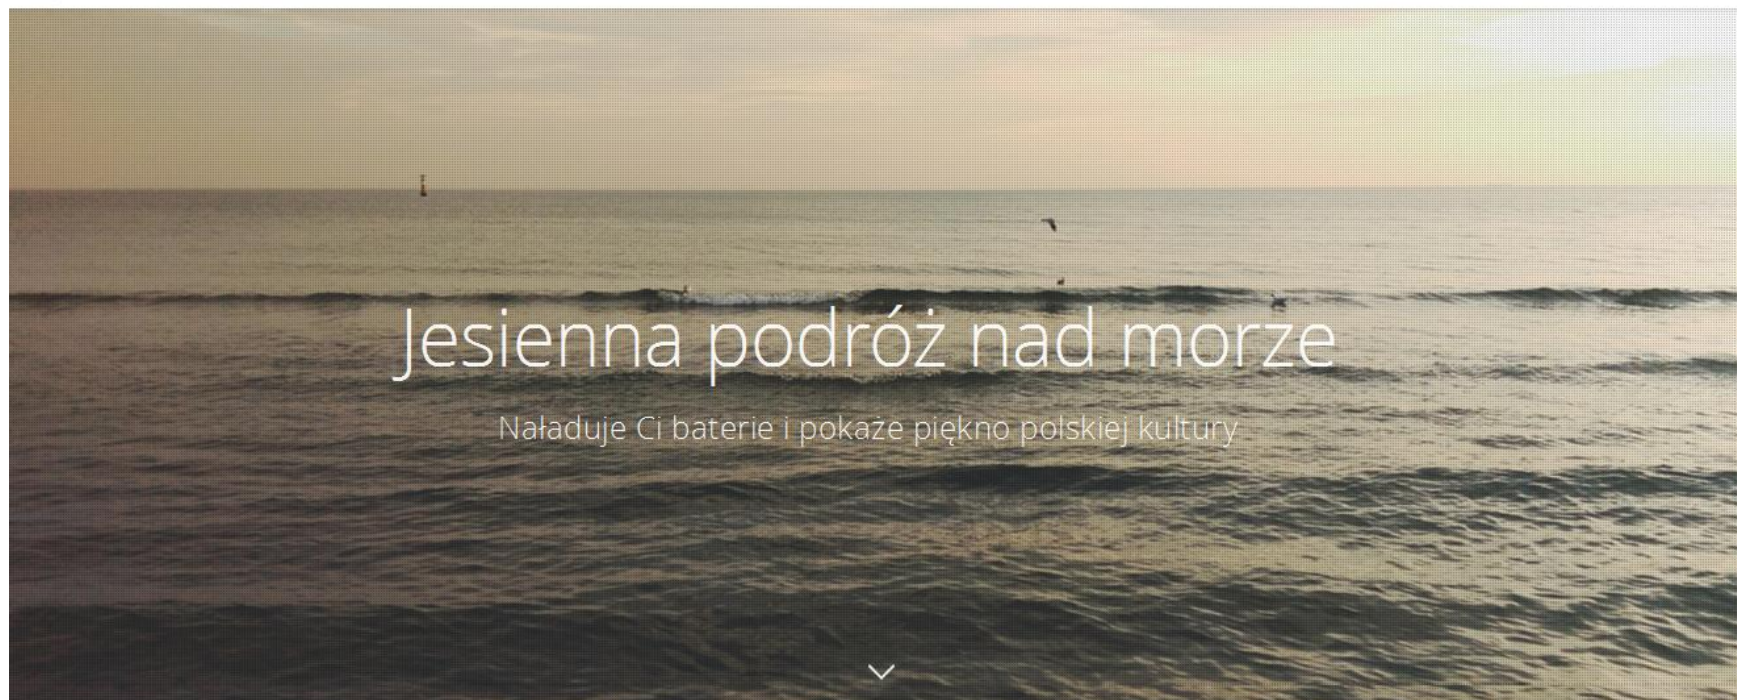 Jesienna podróż nad morze
Naładuje Ci baterie i pokaże piękno polskiej kultury